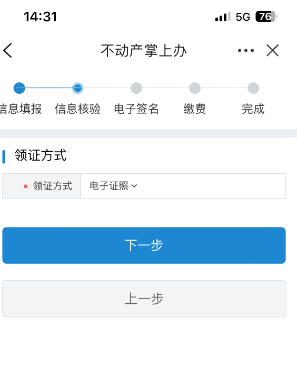 14:31
5G 76
不动产掌上办
信息填报 信息核验 电子签名 缴费 完成
领证方式
* 领证方式 电子证照
下一步
上一步